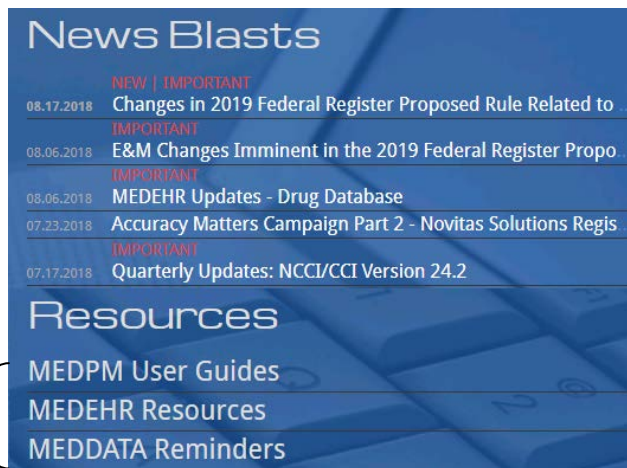 News Blasts
NEW | IMPORTANT
08.17.2018 Changes in 2019 Federal Register Proposed Rule Related to ...
IMPORTANT
08.06.2018 E&M Changes Imminent in the 2019 Federal Register Propo...
IMPORTANT
08.06.2018 MEDEHR Updates - Drug Database
07.23.2018 Accuracy Matters Campaign Part 2 - Novitas Solutions Regis...
IMPORTANT
07.17.2018 Quarterly Updates: NCCI/CCI Version 24.2
Resources
MEDPM User Guides
MEDEHR Resources
MEDDATA Reminders